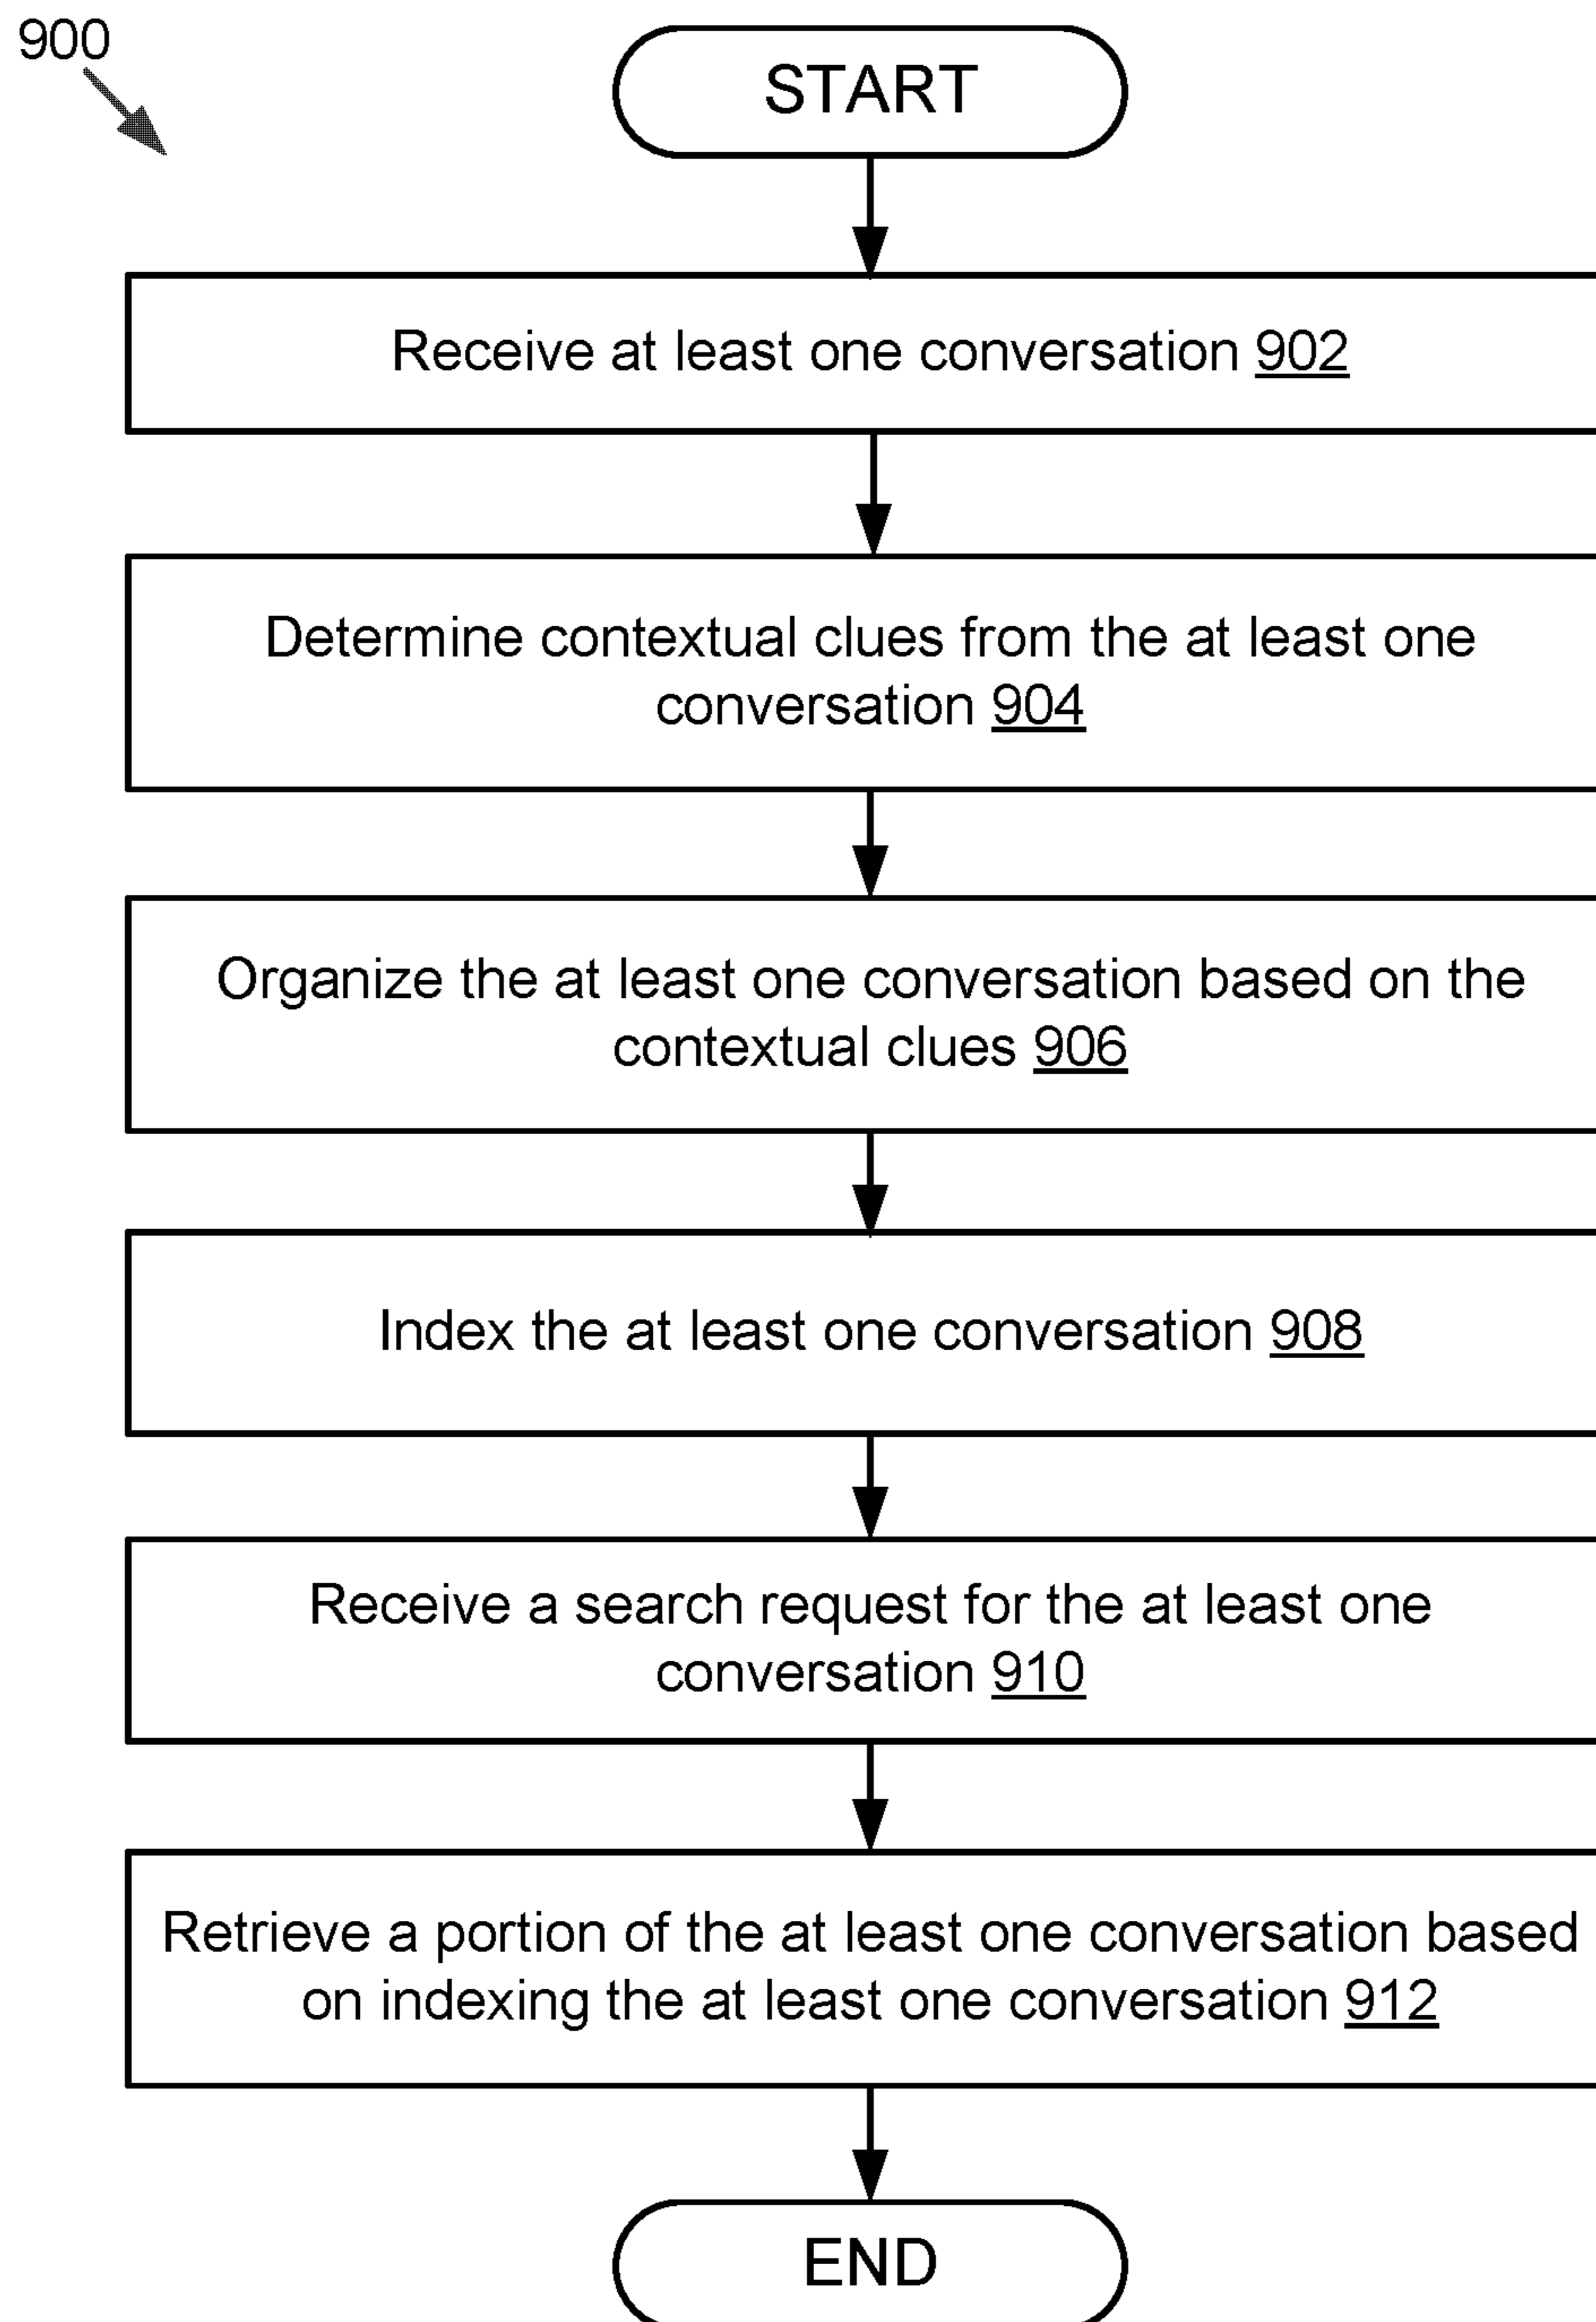 900
START
Receive at least one conversation 902
Determine contextual clues from the at least one
conversation 904
Organize the at least one conversation based on the
contextual clues 906
Index the at least one conversation 908
Receive a search request for the at least one
conversation 910
Retrieve a portion of the at least one conversation based
on indexing the at least one conversation 912
END